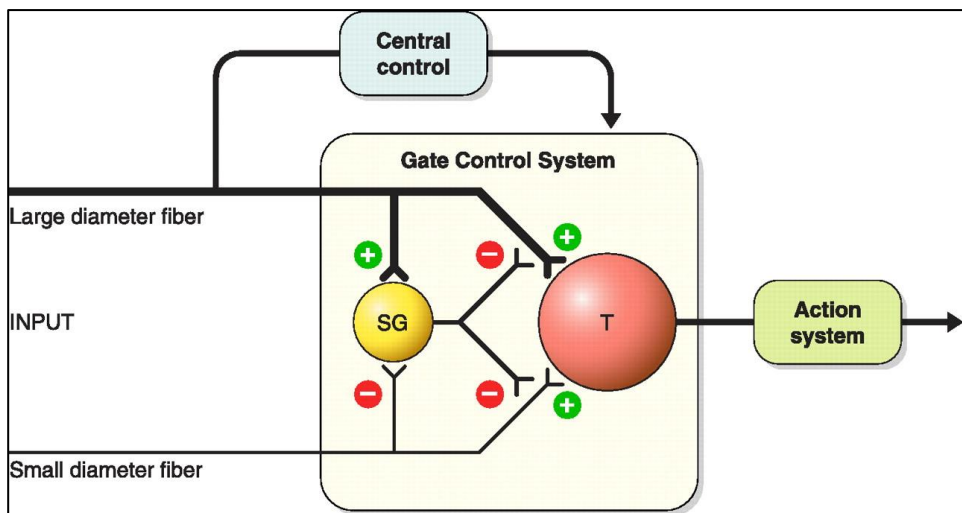 Central
control
Gate Control System
Large diameter fiber
+
−
+
INPUT
SG
T
Action
system
−
−
+
Small diameter fiber